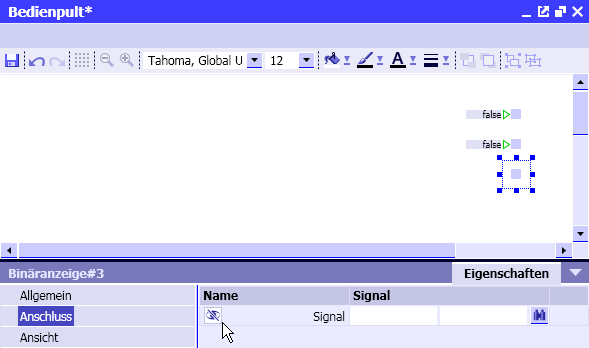 Bedienpult*
Tahoma, Global U 12 A
false
false
Binäranzeige#3 Eigenschaften
Allgemein Name Signal
Anschluss Signal
Ansicht